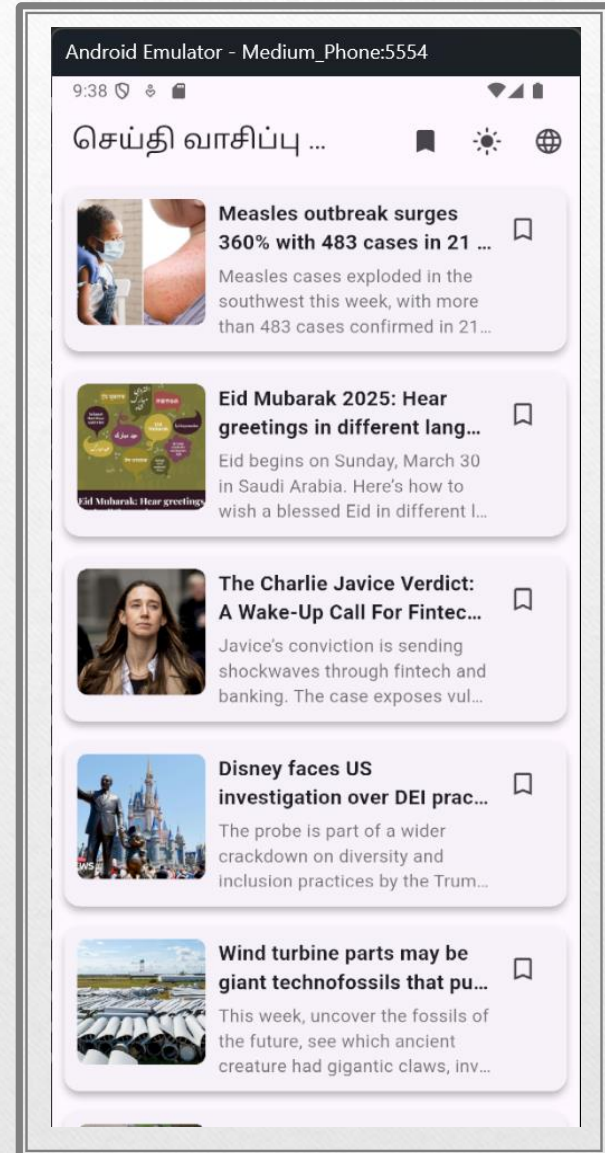 Android Emulator - Medium_Phone:5554
9:38
செய்தி வாசிப்பு ...
Measles outbreak surges
360% with 483 cases in 21 ...
Measles cases exploded in the
southwest this week, with more
than 483 cases confirmed in 21...
Eid Mubarak: Hear greetings
Eid Mubarak 2025: Hear
greetings in different lang...
Eid begins on Sunday, March 30
in Saudi Arabia. Here's how to
wish a blessed Eid in different l...
The Charlie Javice Verdict:
A Wake-Up Call For Fintec...
Javice's conviction is sending
shockwaves through fintech and
banking. The case exposes vul...
Disney faces US
investigation over DEI prac...
The probe is part of a wider
crackdown on diversity and
inclusion practices by the Trum...
Wind turbine parts may be
giant technofossils that pu...
This week, uncover the fossils of
the future, see which ancient
creature had gigantic claws, inv...